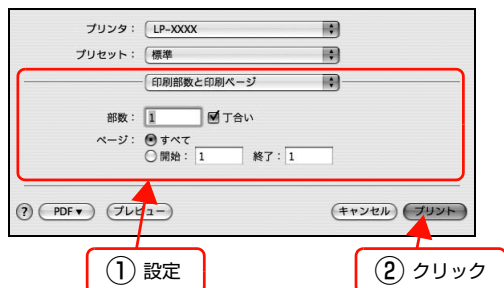 プリンタ： LP-XXXX
プリセット： 標準
印刷部数と印刷ページ
部数： 1 丁合い
ページ： すべて
開始： 1 終了： 1
? PDF▼ プレビュー キャンセル プリント
① 設定 ② クリック